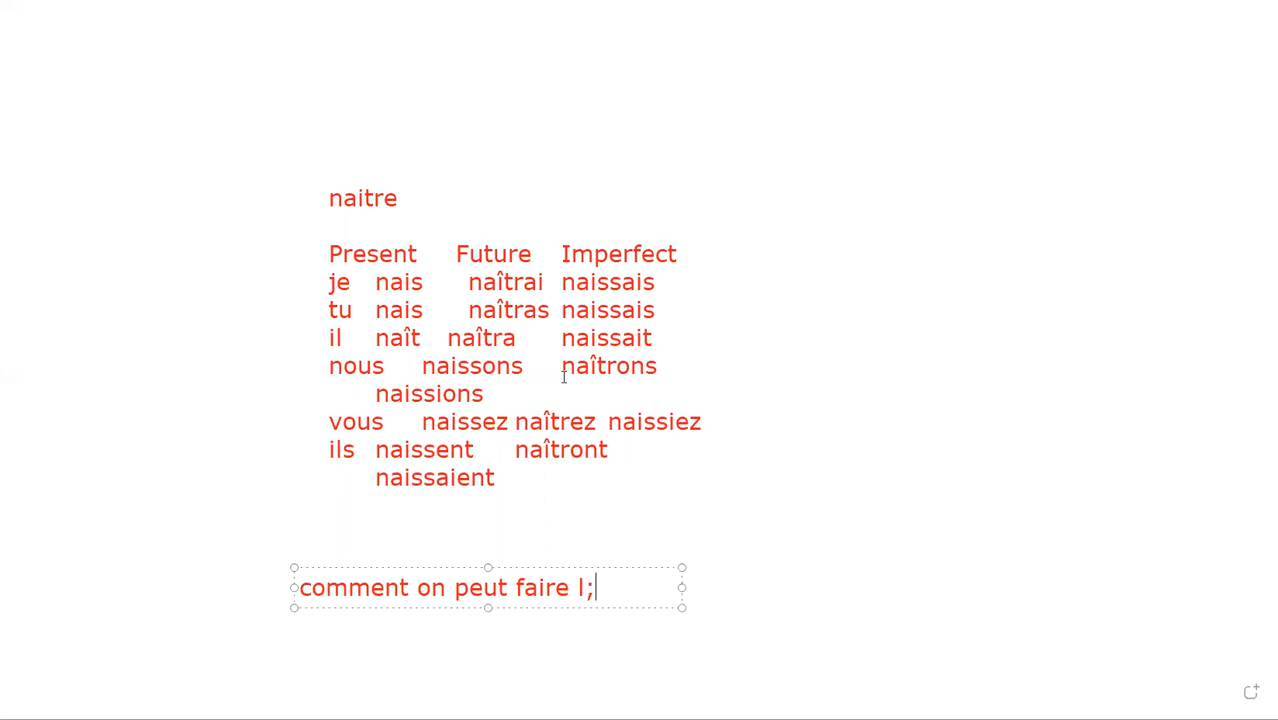 naitre
Present Future Imperfect
je nais naîtrai naissais
tu nais naîtras naissais
il naît naîtra naissait
nous naissons naîtrons
naissions
vous naissez naîtrez naissiez
ils naissent naîtront
naissaient
comment on peut faire l;